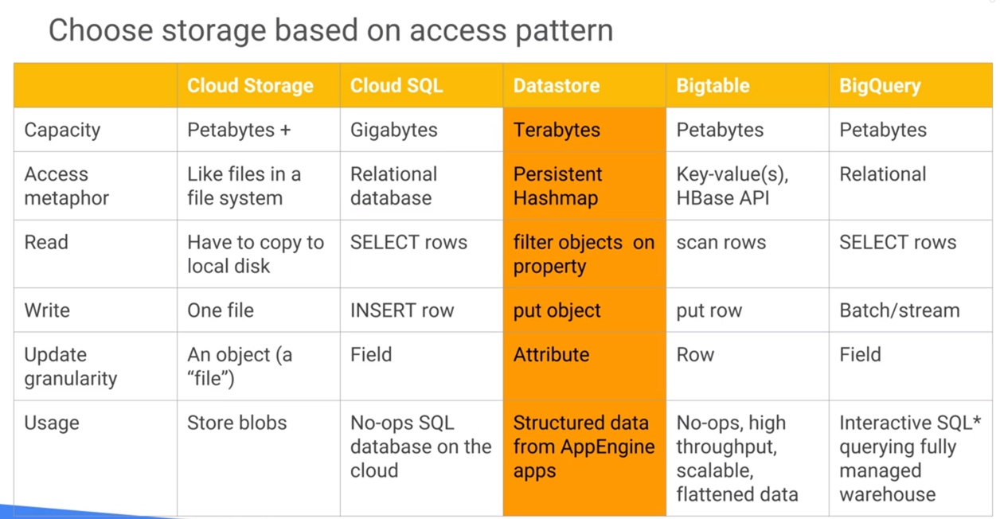 Choose storage based on access pattern
Cloud Storage Cloud SQL Datastore Bigtable BigQuery
Capacity Petabytes + Gigabytes Terabytes Petabytes Petabytes
Access metaphor Like files in a file system Relational database Persistent Hashmap Key-value(s), HBase API Relational
Read Have to copy to local disk SELECT rows filter objects on property scan rows SELECT rows
Write One file INSERT row put object put row Batch/stream
Update granularity An object (a “file”) Field Attribute Row Field
Usage Store blobs No-ops SQL database on the cloud Structured data from AppEngine apps No-ops, high throughput, scalable, flattened data Interactive SQL* querying fully managed warehouse